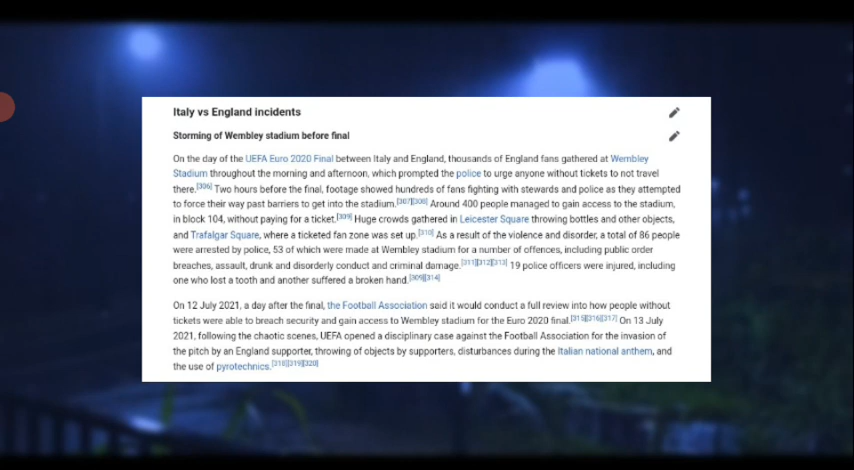 Italy vs England incidents
Storming of Wembley stadium before final
On the day of the UEFA Euro 2020 Final between Italy and England, thousands of England fans gathered at Wembley
Stadium throughout the morning and afternoon, which prompted the police to urge anyone without tickets to not travel
there.[306] Two hours before the final, footage showed hundreds of fans fighting with stewards and police as they attempted
to force their way past barriers to get into the stadium.[307][308] Around 400 people managed to gain access to the stadium,
in block 104, without paying for a ticket.[309] Huge crowds gathered in Leicester Square throwing bottles and other objects,
and Trafalgar Square, where a ticketed fan zone was set up.[310] As a result of the violence and disorder, a total of 86 people
were arrested by police, 53 of which were made at Wembley stadium for a number of offences, including public order
breaches, assault, drunk and disorderly conduct and criminal damage.[311][312][313] 19 police officers were injured, including
one who lost a tooth and another suffered a broken hand.[309][314]
On 12 July 2021, a day after the final, the Football Association said it would conduct a full review into how people without
tickets were able to breach security and gain access to Wembley stadium for the Euro 2020 final.[315][316][317] On 13 July
2021, following the chaotic scenes, UEFA opened a disciplinary case against the Football Association for the invasion of
the pitch by an England supporter, throwing of objects by supporters, disturbances during the Italian national anthem, and
the use of pyrotechnics.[318][319][320]